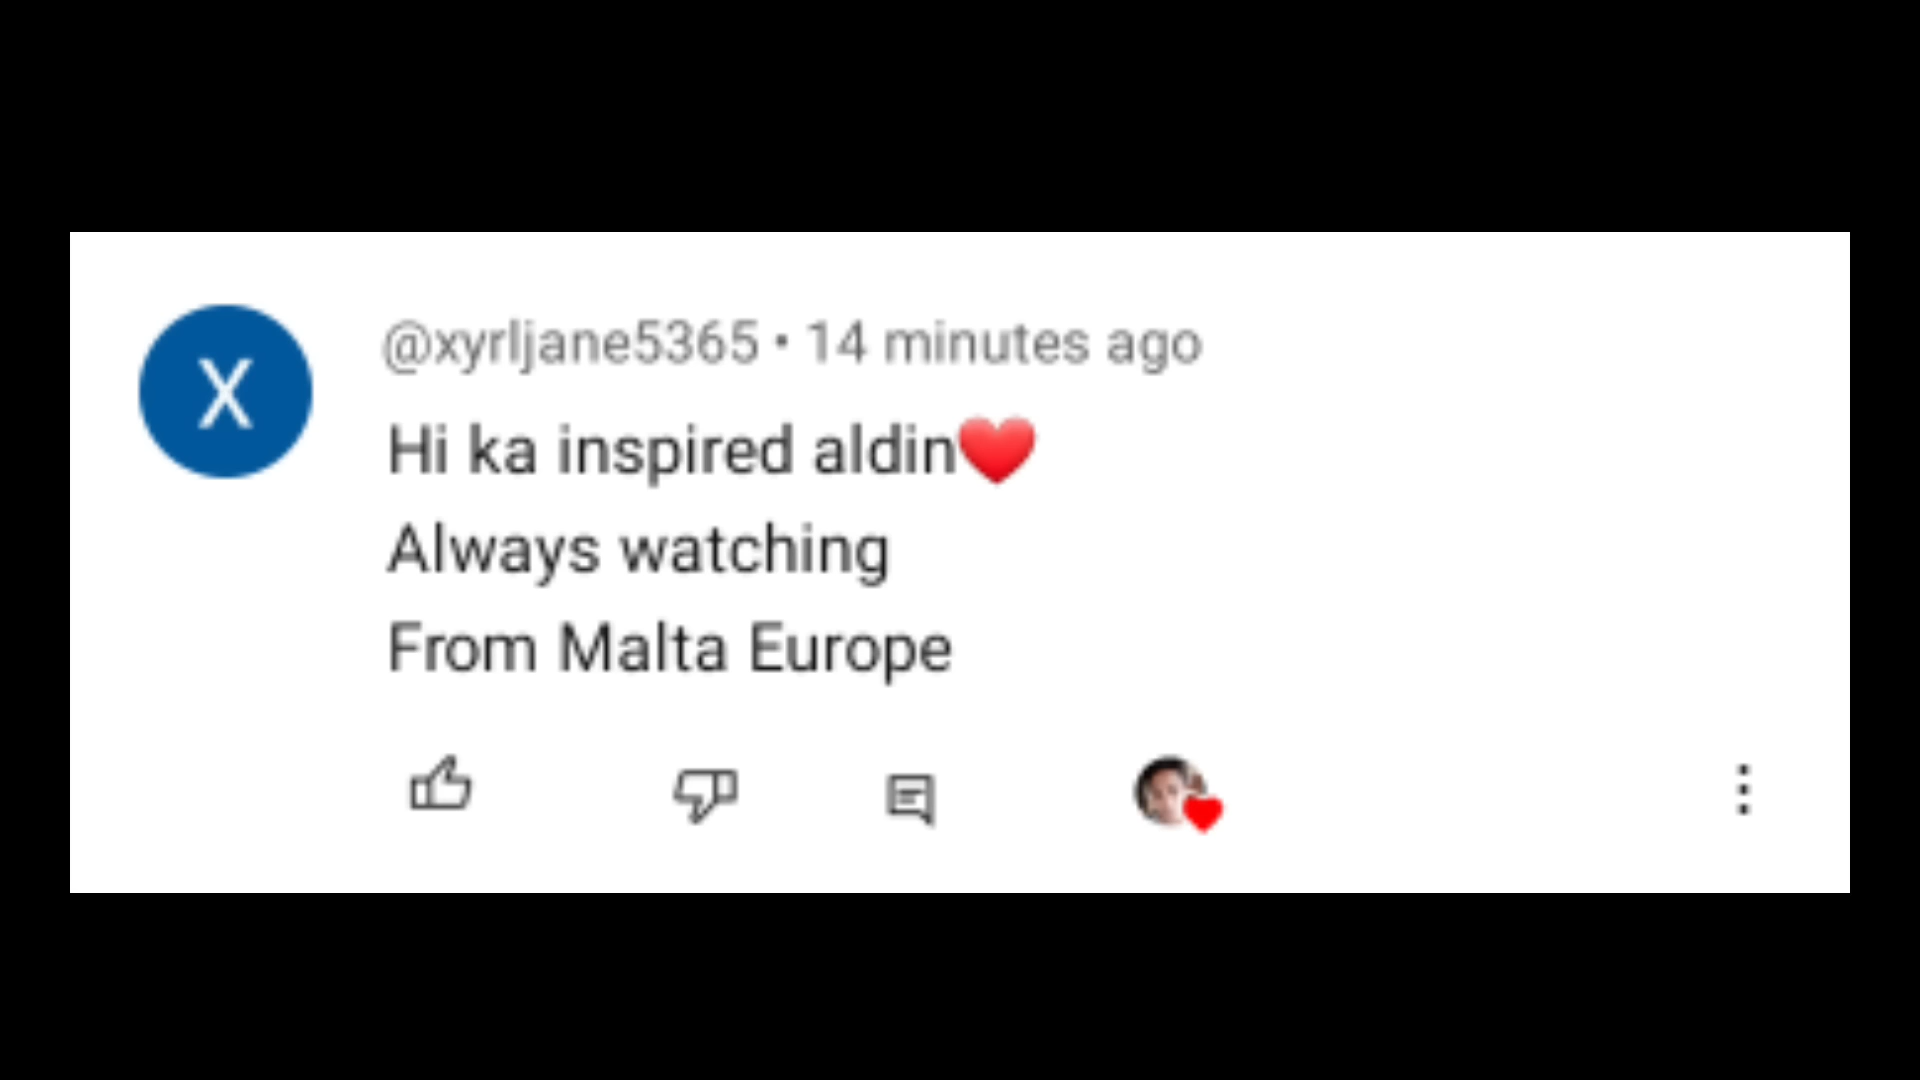 X
@xyrljane5365 • 14 minutes ago
Hi ka inspired aldin❤️
Always watching
From Malta Europe